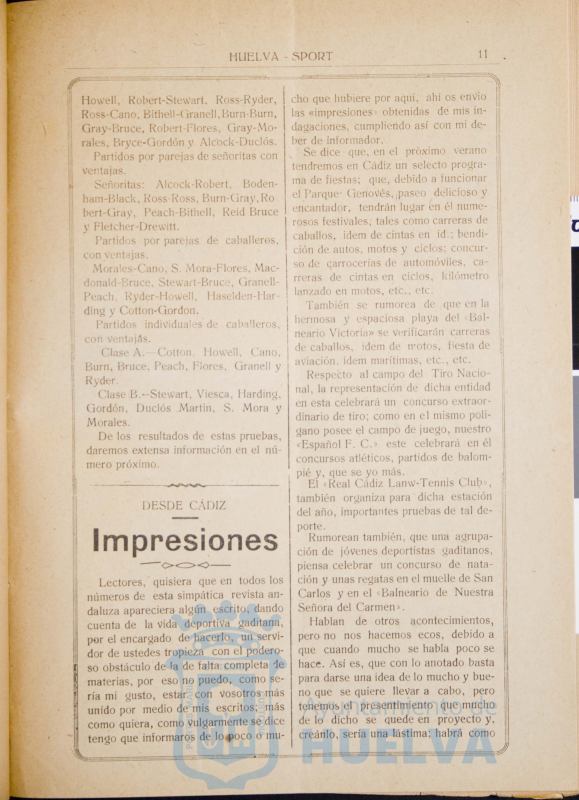 HUELVA - SPORT 11
Howell, Robert-Stewart, Ross-Ryder,
Ross-Cano, Bithell-Granell, Burn-Burn,
Gray-Bruce, Robert-Flores, Gray-Mo-
rales, Bryce-Gordón y Alcock-Duclós.
Partidos por parejas de señoritas con
ventajas.
Señoritas: Alcock-Robert, Boden-
ham-Black, Ross-Ross, Burn-Gray, Ro
bert-Gray, Peach-Bithell, Reid Bruce
y Fletcher-Drewitt.
Partidos por parejas de caballeros,
con ventajas.
Morales-Cano, S. Mora-Flores, Mac-
donald-Bruce, Stewart-Bruce, Granell-
Peach, Ryder-Howell, Haselden-Har-
ding y Cotton-Gordon.
Partidos individuales de caballeros,
con ventajas.
Clase A.—Cotton, Howell, Cano,
Burn, Bruce, Peach, Flores, Granell y
Ryder.
Clase B.—Stewart, Viesca, Harding,
Gordón, Duclós Martin, S. Mora y
Morales.
De los resultados de estas pruebas,
daremos extensa información en el nú-
mero próximo.
DESDE CÁDIZ
Impresiones
Lectores, quisiera que en todos los
números de esta simpática revista an-
daluza apareciera algún escrito, dando
cuenta de la vida deportiva gaditana,
por el encargado de hacerlo, un servi-
dor de ustedes tropieza con el podero-
so obstáculo de la de falta completa de
materias, por eso no puedo, como se-
ría mi gusto, estar con vosotros más
unido por medio de mis escritos; más
como quiera, como vulgarmente se dice
tengo que informaros de lo poco o mu-
cho que hubiere por aquí, ahi os envio
las «impresiones» obtenidas de mis in-
dagaciones, cumpliendo así con mi de-
ber de informador.
Se dice que, en el próximo verano
tendremos en Cádiz un selecto progra-
ma de fiestas; que, debido a funcionar
el Parque Genovés, paseo delicioso y
encantador, tendrán lugar en él nume-
rosos festivales, tales como carreras de
caballos, idem de cintas en id.; bendi-
ción de autos, motos y ciclos; concur-
so de carrocerías de automóviles, ca-
rreras de cintas en ciclos, kilómetro
lanzado en motos, etc., etc.
También se rumorea de que en la
hermosa y espaciosa playa del «Bal-
neario Victoria» se verificarán carreras
de caballos, idem de motos, fiesta de
aviación, idem marítimas, etc., etc.
Respecto al campo del Tiro Nacio-
nal, la representación de dicha entidad
en esta celebrará un concurso extraor-
dinario de tiro; como en el mismo polí-
gano posee el campo de juego, nuestro
«Español F. C.» este celebrará en él
concursos atléticos, partidos de balom-
pié y, que se yo más.
El «Real Cádiz Lanw-Tennis Club»,
también organiza para dicha estación
del año, importantes pruebas de tal de-
porte.
Rumorean también, que una agrupa-
ción de jóvenes deportistas gaditanos,
piensa celebrar un concurso de nata-
ción y unas regatas en el muelle de San
Carlos y en el «Balneario de Nuestra
Señora del Carmen».
Hablan de otros acontecimientos,
pero no nos hacemos ecos, debido a
que cuando mucho se habla poco se
hace. Así es, que con lo anotado basta
para darse una idea de lo mucho y bue-
no que se quiere llevar a cabo, pero
tenemos el presentimiento que mucho
de lo dicho se quede en proyecto y,
creánlo, sería una lástima; habrá como
Ayuntamiento de
HUELVA